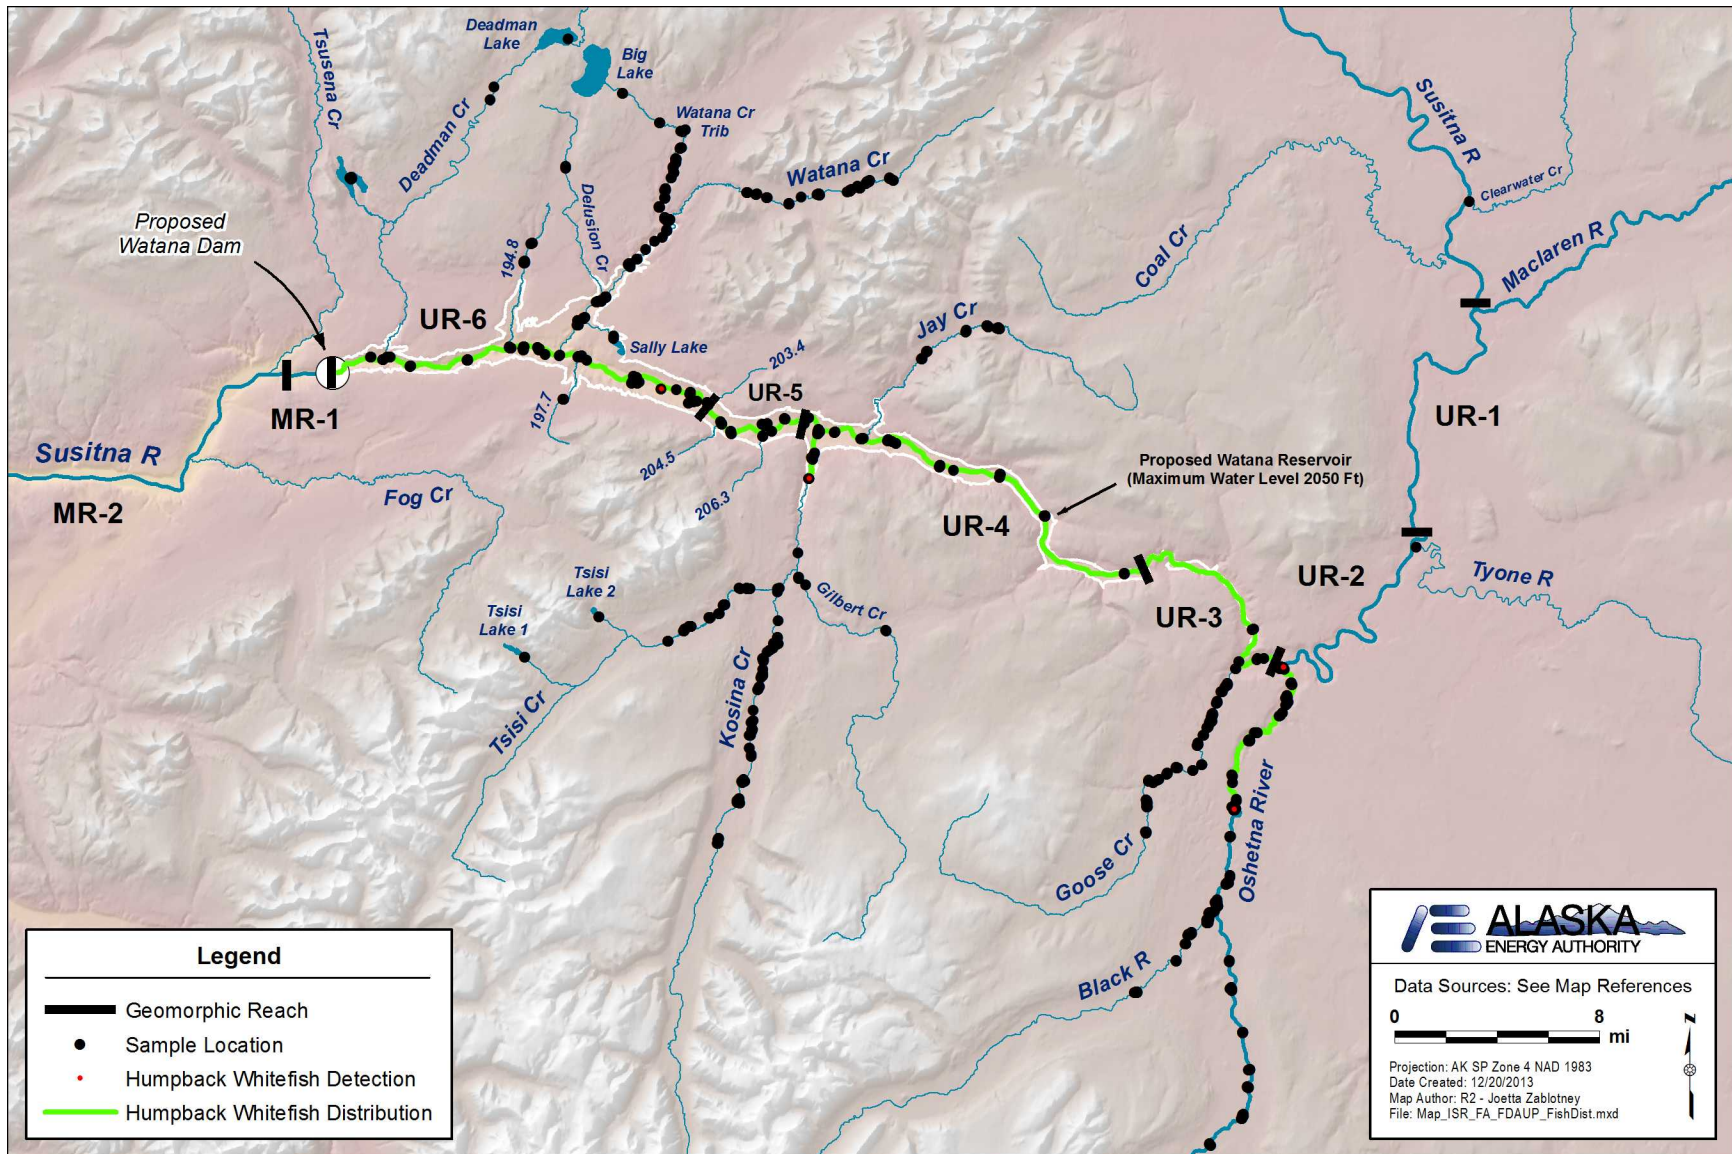 Deadman
Lake
Big
Lake
Tsusena Cr
Deadman Cr
Watana Cr
Trib
Watana Cr
Susitna R
Clearwater Cr
Proposed
Watana Dam
Delusion Cr
194.8
Coal Cr
Maclaren R
UR-6
Jay Cr
Sally Lake
203.4
UR-5
197.7
MR-1
UR-1
Susitna R
204.5
Proposed Watana Reservoir
(Maximum Water Level 2050 Ft)
Fog Cr
206.3
MR-2
UR-4
Tsisi
Lake 2
UR-2
Tyone R
Tsisi
Lake 1
Gilbert Cr
UR-3
Kosina Cr
Tsisi Cr
Oshetna River
Goose Cr
Black R
Legend
Geomorphic Reach
Sample Location
Humpback Whitefish Detection
Humpback Whitefish Distribution
ALASKA
ENERGY AUTHORITY
Data Sources: See Map References
0 8
mi
N
Projection: AK SP Zone 4 NAD 1983
Date Created: 12/20/2013
Map Author: R2 - Joetta Zablotney
File: Map_ISR_FA_FDAUP_FishDist.mxd